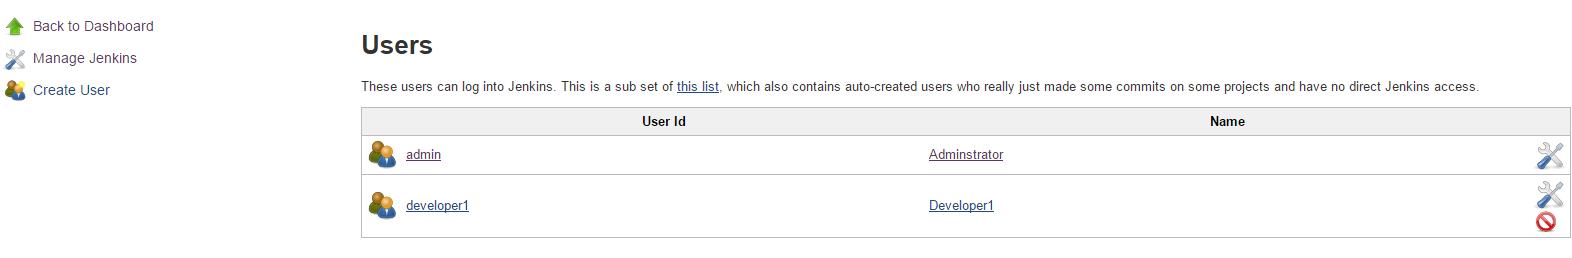 Back to Dashboard
Manage Jenkins
Create User
Users
These users can log into Jenkins. This is a sub set of this list, which also contains auto-created users who really just made some commits on some projects and have no direct Jenkins access.
User Id Name
admin Adminstrator
developer1 Developer1